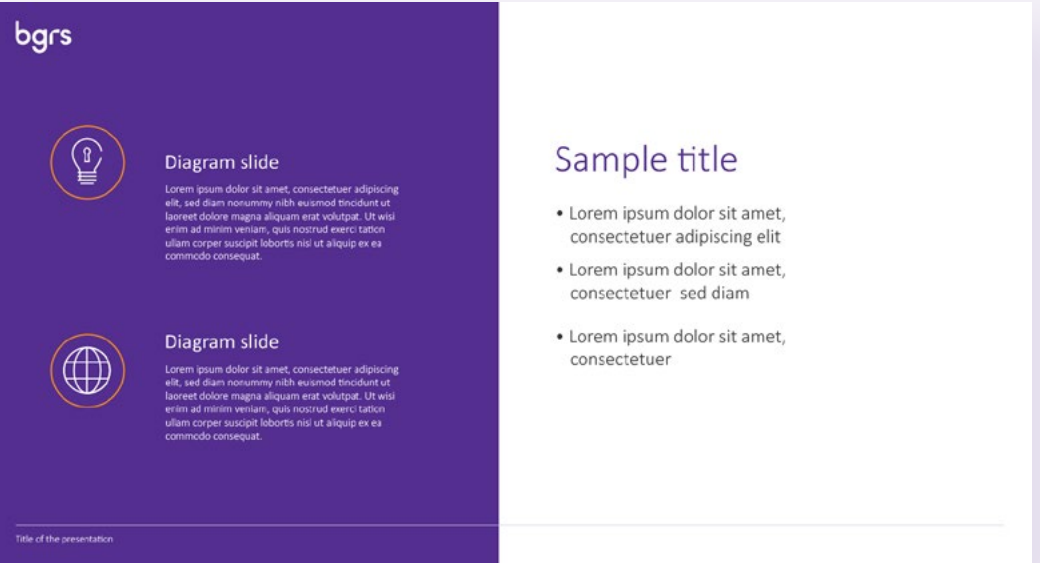 bgrs
Diagram slide
Lorem ipsum dolor sit amet, consectetuer adipiscing
elit, sed diam nonummy nibh euismod tincidunt ut
laoreet dolore magna aliquam erat volutpat. Ut wisi
enim ad minim veniam, quis nostrud exerci tation
ullam corper suscipit lobortis nisl ut aliquip ex ea
commodo consequat.
Diagram slide
Lorem ipsum dolor sit amet, consectetuer adipiscing
elit, sed diam nonummy nibh euismod tincidunt ut
laoreet dolore magna aliquam erat volutpat. Ut wisi
enim ad minim veniam, quis nostrud exerci tation
ullam corper suscipit lobortis nisl ut aliquip ex ea
commodo consequat.
Sample title
• Lorem ipsum dolor sit amet,
consectetuer adipiscing elit
• Lorem ipsum dolor sit amet,
consectetuer sed diam
• Lorem ipsum dolor sit amet,
consectetuer
Title of the presentation